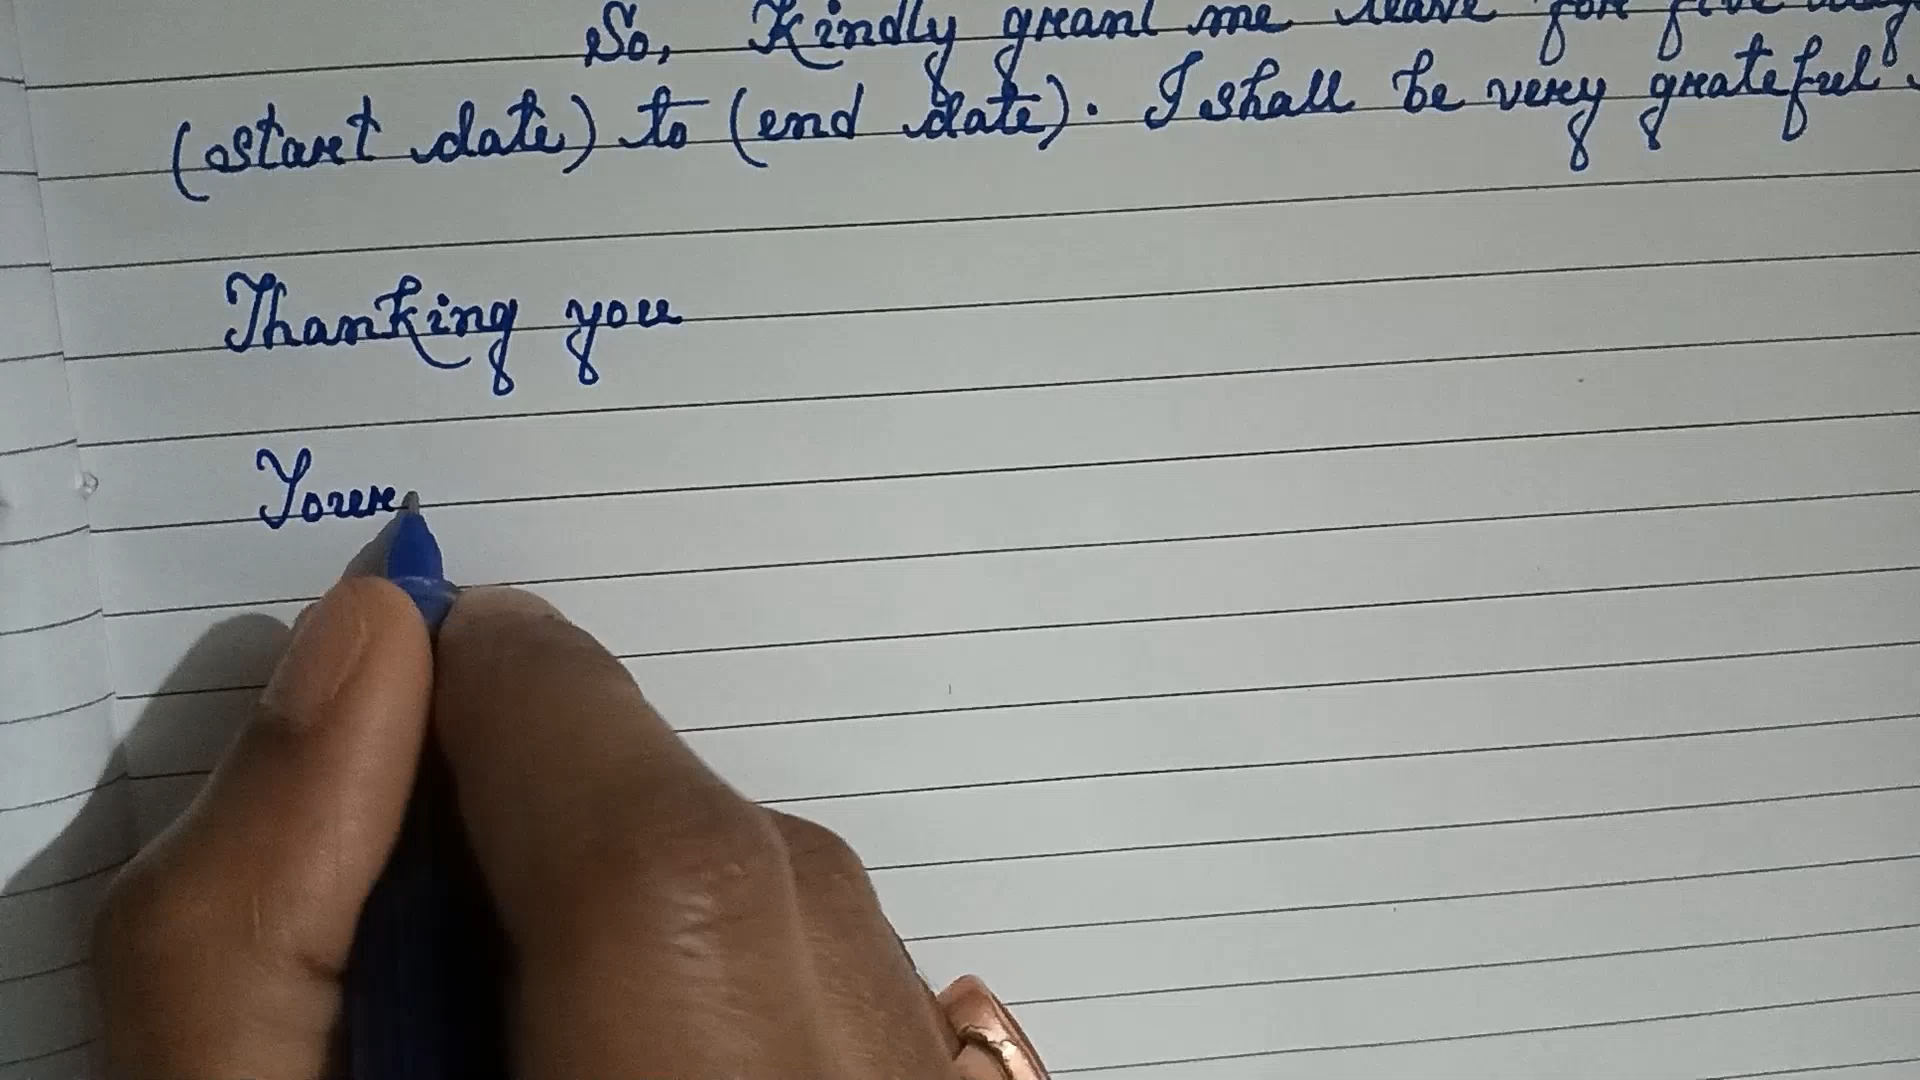 So, Kindly grant me leave for five days
(start date) to (end date). I shall be very grateful
Thanking you
Your